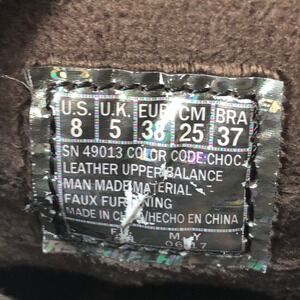 U.S. U.K. EUR CM BRA
8 5 38 25 37
SN 49013 COLOR CODE:CHOC
LEATHER UPPER/BALANCE
MAN MADE MATERIAL
FAUX FUR LINING
MADE IN CHINA/HECHO EN CHINA
M Y